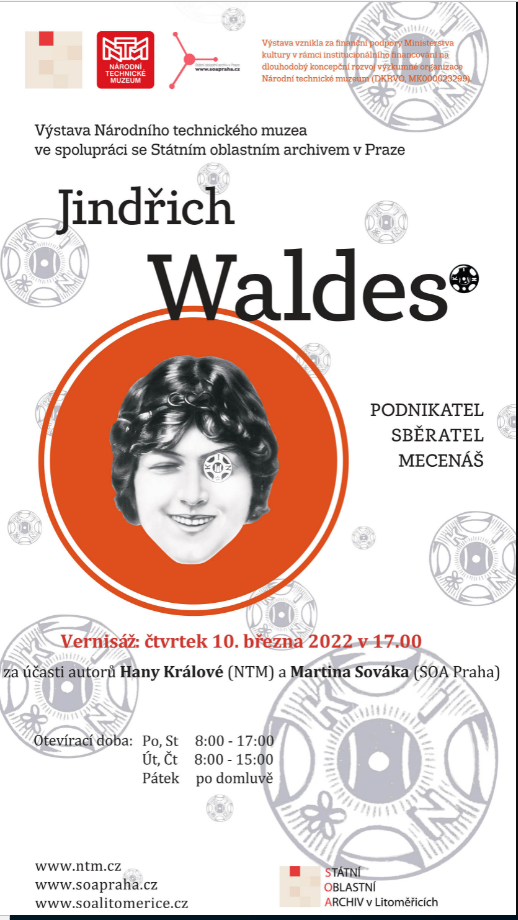 NTM
NÁRODNÍ
TECHNICKÉ
MUZEUM
www.soapraha.cz
Výstava vznikla za finanční podpory Ministerstva
kultury v rámci institucionálního financování na
dlouhodobý koncepční rozvoj výzkumné organizace
Národní technické muzeum (DKRVO, MK000023299).
Výstava Národního technického muzea
ve spolupráci se Státním oblastním archivem v Praze
Jindřich
Waldes
PODNIKATEL
SBĚRATEL
MECENÁŠ
Vernisáž: čtvrtek 10. března 2022 v 17.00
za účasti autorů Hany Králové (NTM) a Martina Sováka (SOA Praha)
Otevírací doba: Po, St 8:00 - 17:00
Út, Čt 8:00 - 15:00
Pátek po domluvě
www.ntm.cz
www.soapraha.cz
www.soalitomerice.cz
STÁTNÍ
OBLASTNÍ
ARCHIV v Litoměřicích